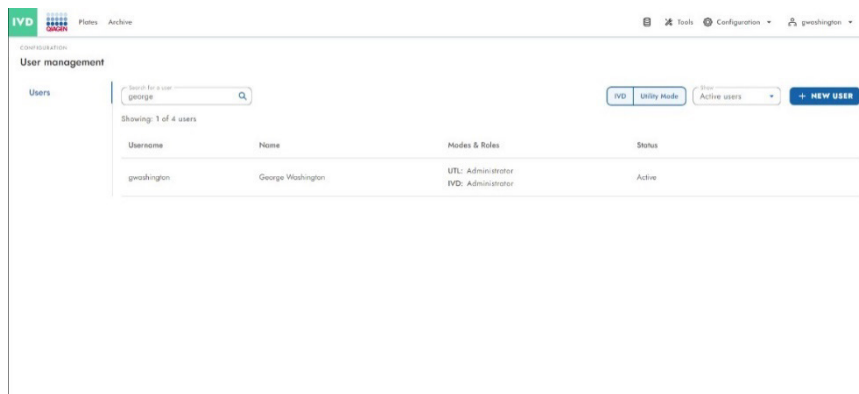 IVD QIAGEN Plates Archive Tools Configuration gwashington
CONFIGURATION
User management
Users
Search for a user
george
IVD Utility Mode
Show
Active users
+ NEW USER
Showing: 1 of 4 users
Username Name Modes & Roles Status
gwashington George Washington UTL: Administrator Active
IVD: Administrator